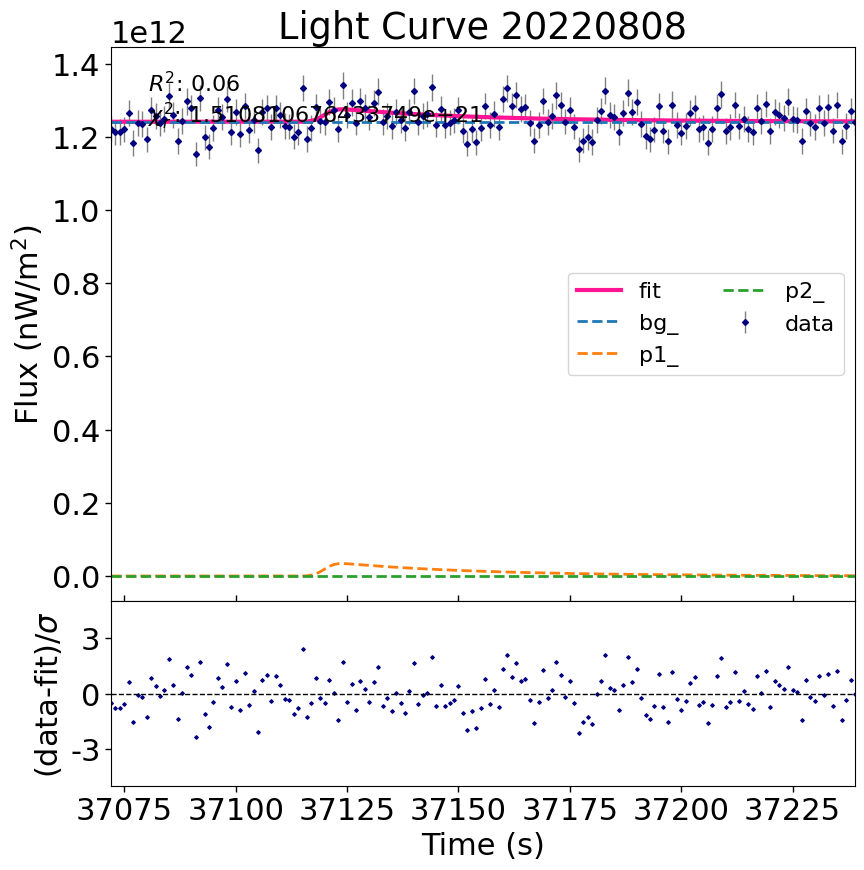 Light Curve 20220808
1e12
R²: 0.06
1.4
1.2
1.0
0.8
0.6
0.4
0.2
0.0
Flux (nW/m²)
fit
bg_
p1_
p2_
data
3
0
-3
(data-fit)/σ
37075 37100 37125 37150 37175 37200 37225
Time (s)